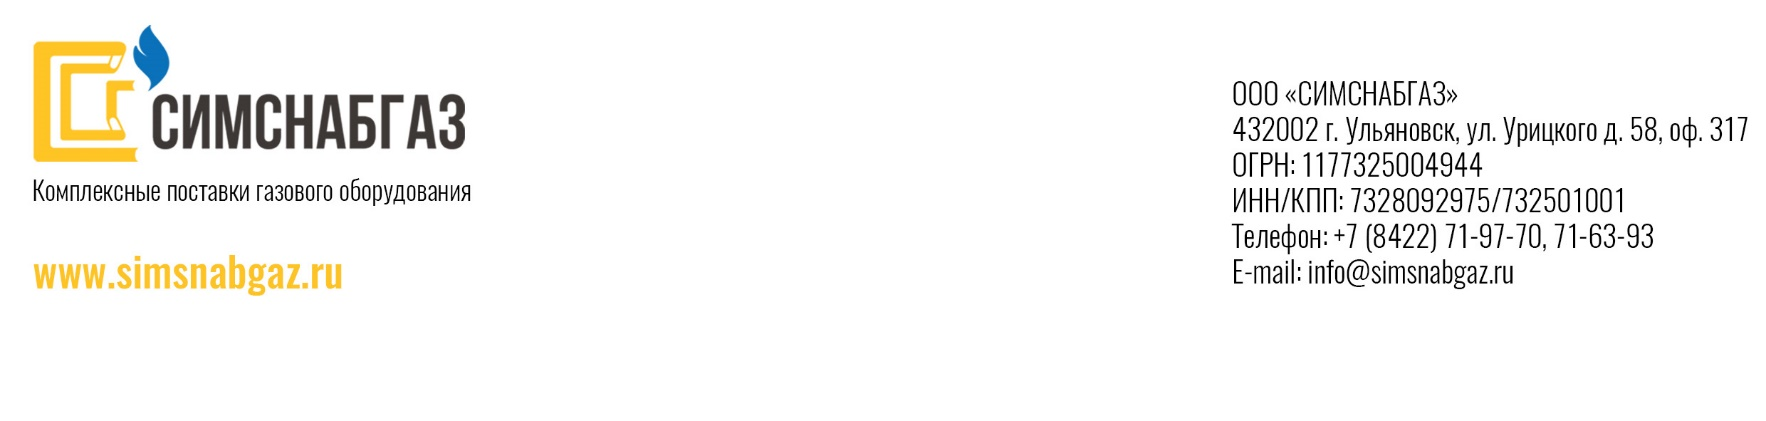 СИМСНАБГАЗ
Комплексные поставки газового оборудования
www.simsnabgaz.ru
ООО «СИМСНАБГАЗ»
432002 г. Ульяновск, ул. Урицкого д. 58, оф. 317
ОГРН: 1177325004944
ИНН/КПП: 7328092975/732501001
Телефон: +7 (8422) 71-97-70, 71-63-93
E-mail: info@simsnabgaz.ru